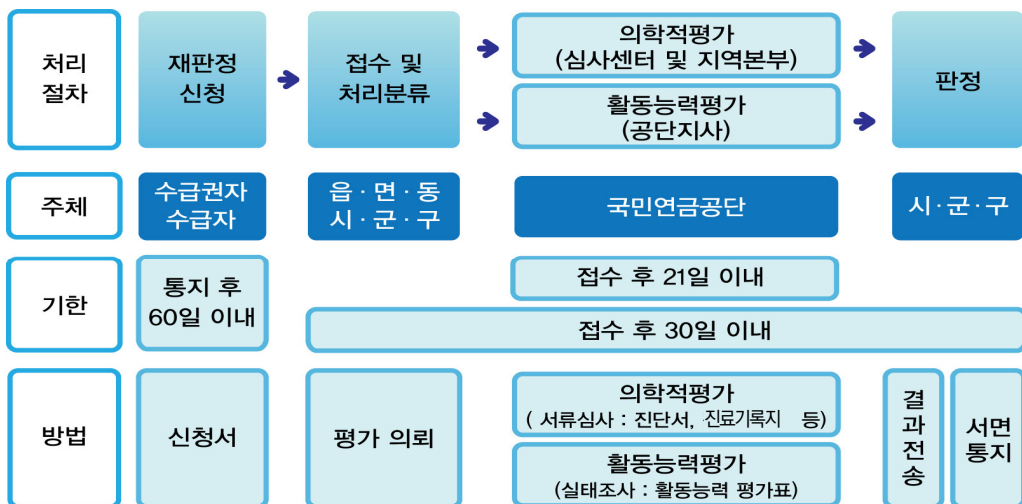 처리
절차
재판정
신청
접수 및
처리분류
의학적평가
(심사센터 및 지역본부)
활동능력평가
(공단지사)
판정
주체
수급권자
수급자
읍·면·동
시·군·구
국민연금공단
시·군·구
기한
통지 후
60일 이내
접수 후 21일 이내
접수 후 30일 이내
방법
신청서
평가 의뢰
의학적평가
( 서류심사 : 진단서, 진료기록지 등)
활동능력평가
(실태조사 : 활동능력 평가표)
결과전송
서면
통지